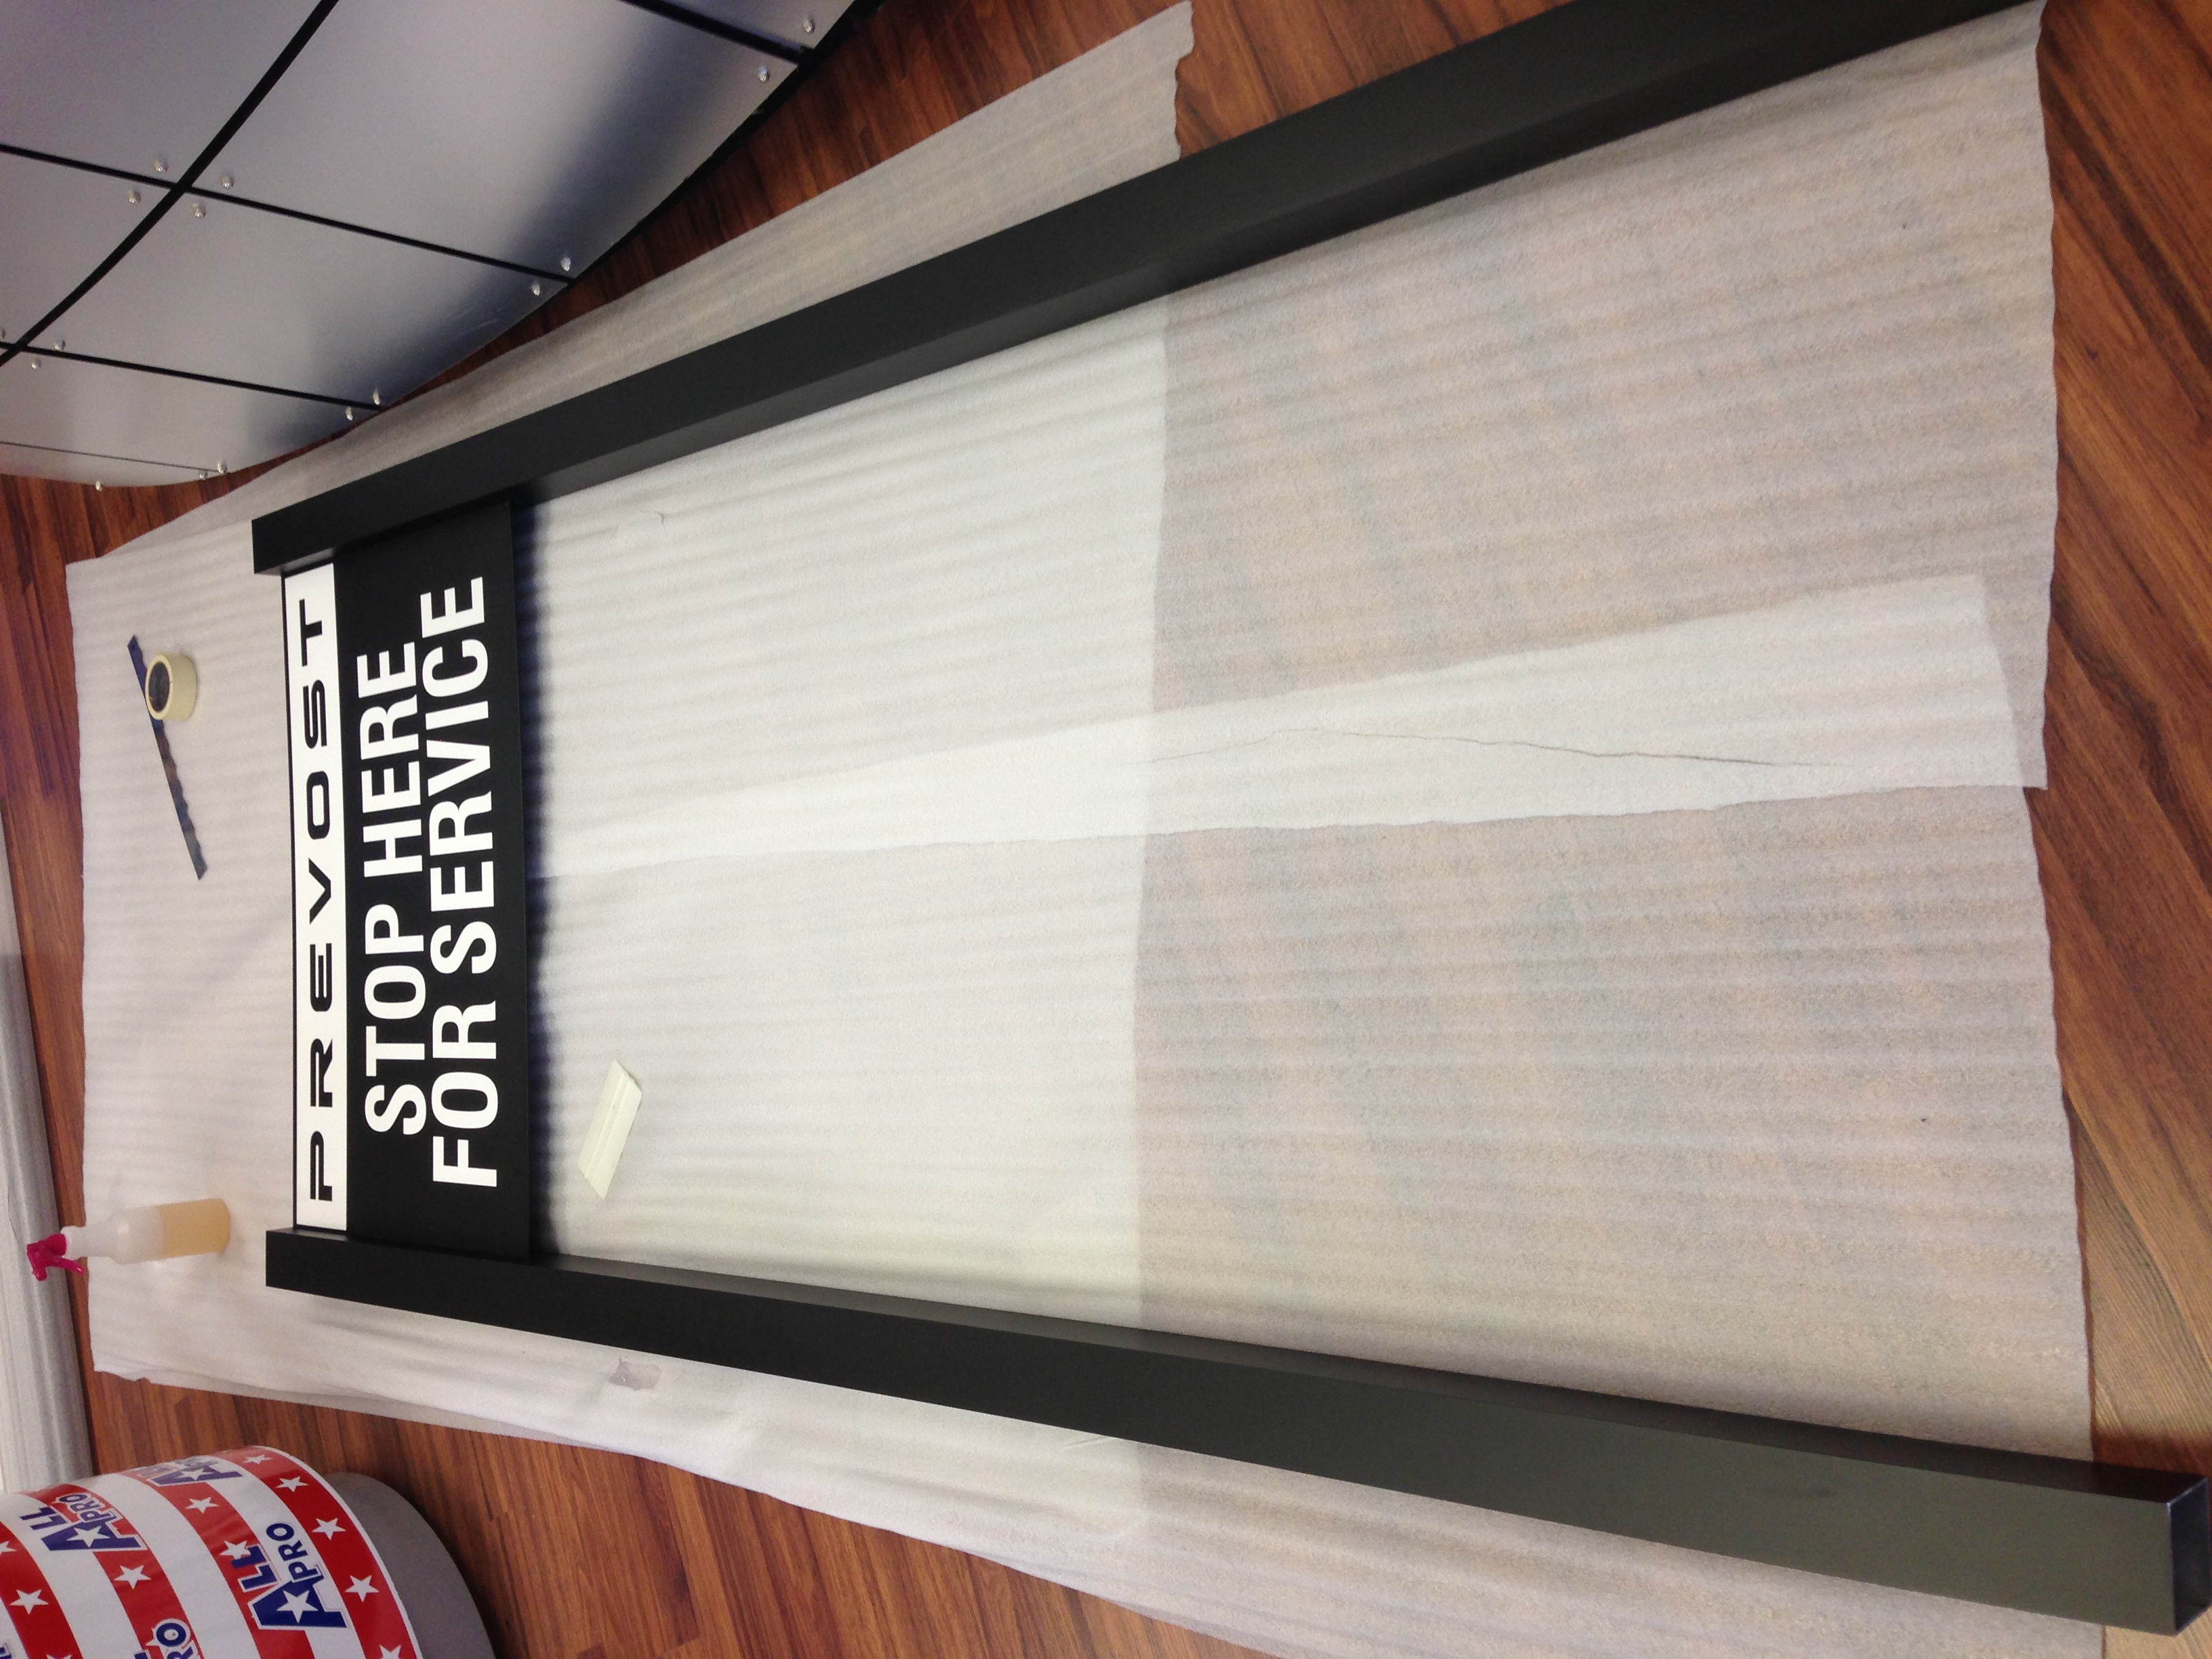 PREVOST
STOP HERE
FOR SERVICE
ALL
PRO
ALL
PRO